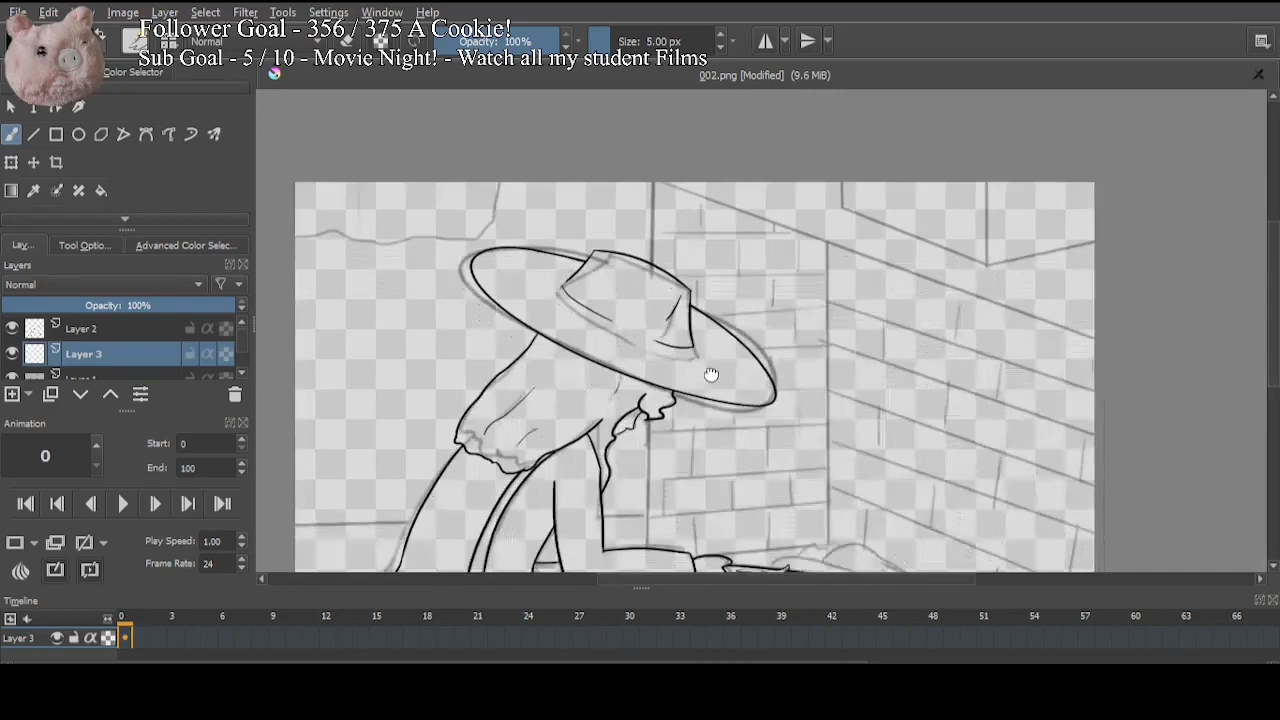 File Edit Image Layer Select Filter Tools Settings Window Help
Follower Goal - 356 / 375 A Cookie!
Normal Opacity: 100% Size: 5.00 px
Sub Goal - 5 / 10 - Movie Night! - Watch all my student Films
Color Selector
002.png [Modified] (9.6 MiB)
Lay... Tool Optio... Advanced Color Selec...
Layers
Normal
Opacity: 100%
Layer 2
Layer 3
Animation
0
Start: 0
End: 100
Play Speed: 1.00
Frame Rate: 24
Timeline
0 3 6 9 12 15 18 21 24 27 30 33 36 39 42 45 48 51 54 57 60 63 66
Layer 3